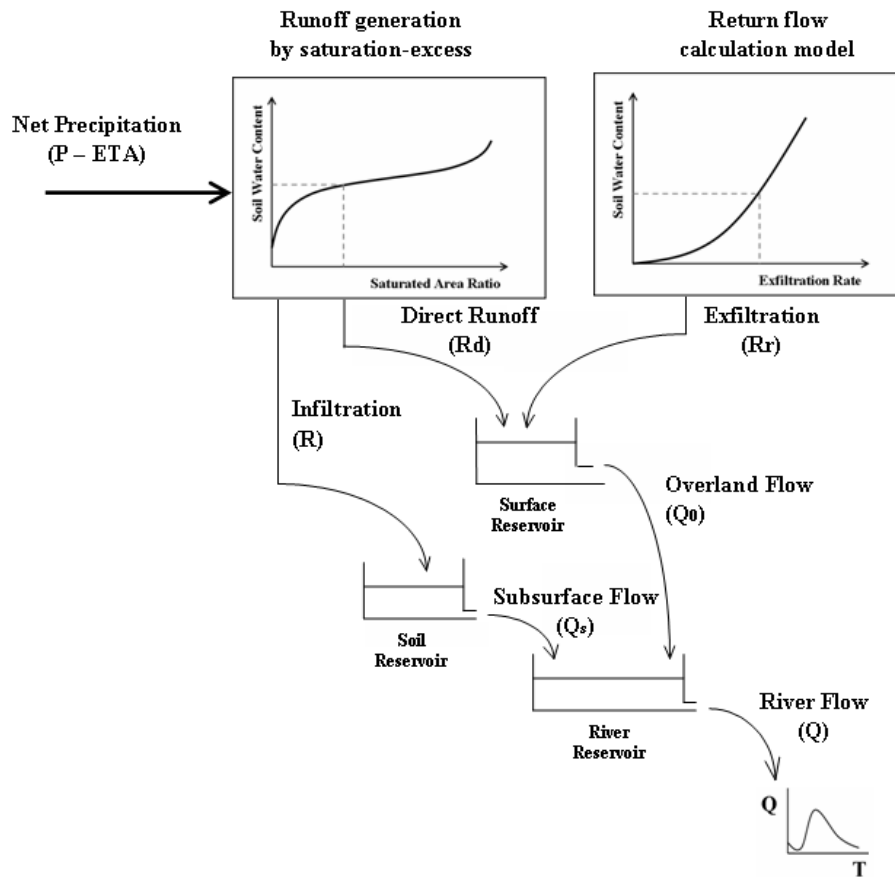 Runoff generation
by saturation-excess
Return flow
calculation model
Net Precipitation
(P – ETA)
Soil Water Content
Saturated Area Ratio
Soil Water Content
Exfiltration Rate
Direct Runoff
(Rd)
Exfiltration
(Rr)
Infiltration
(R)
Surface
Reservoir
Overland Flow
(Q0)
Soil
Reservoir
Subsurface Flow
(Qs)
River
Reservoir
River Flow
(Q)
Q
T